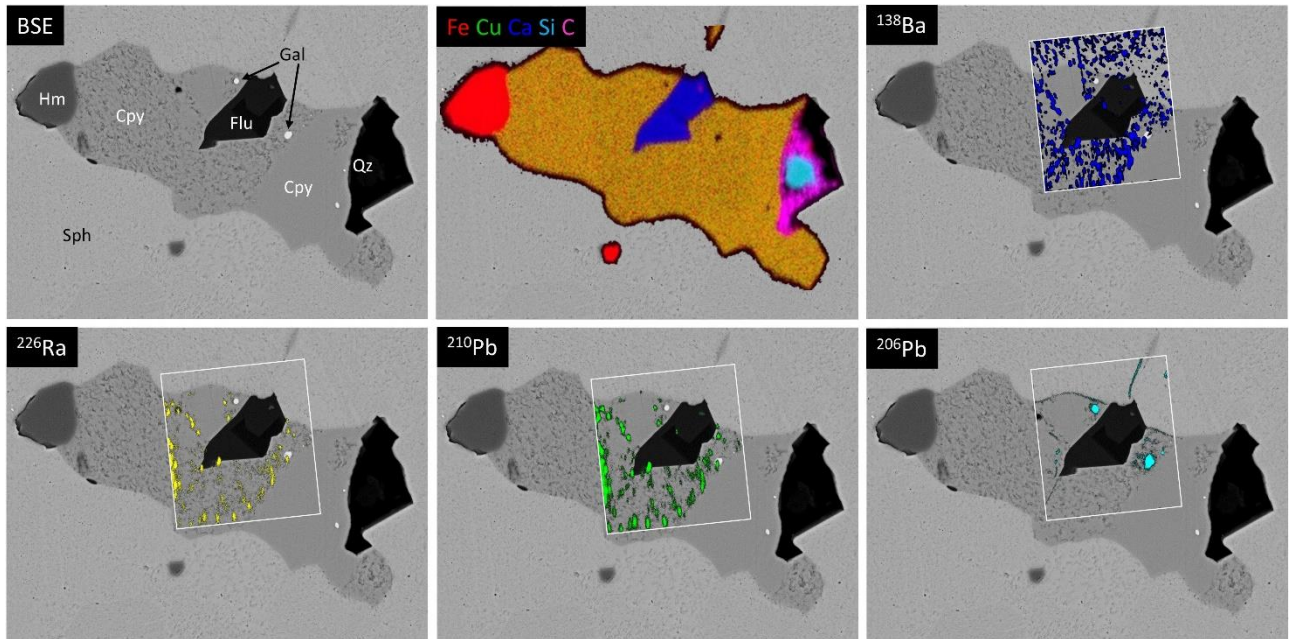 BSE
Gal
Hm
Cpy
Flu
Qz
Cpy
Sph
Fe Cu Ca Si C
¹³⁸Ba
²²⁶Ra
²¹⁰Pb
²⁰⁶Pb